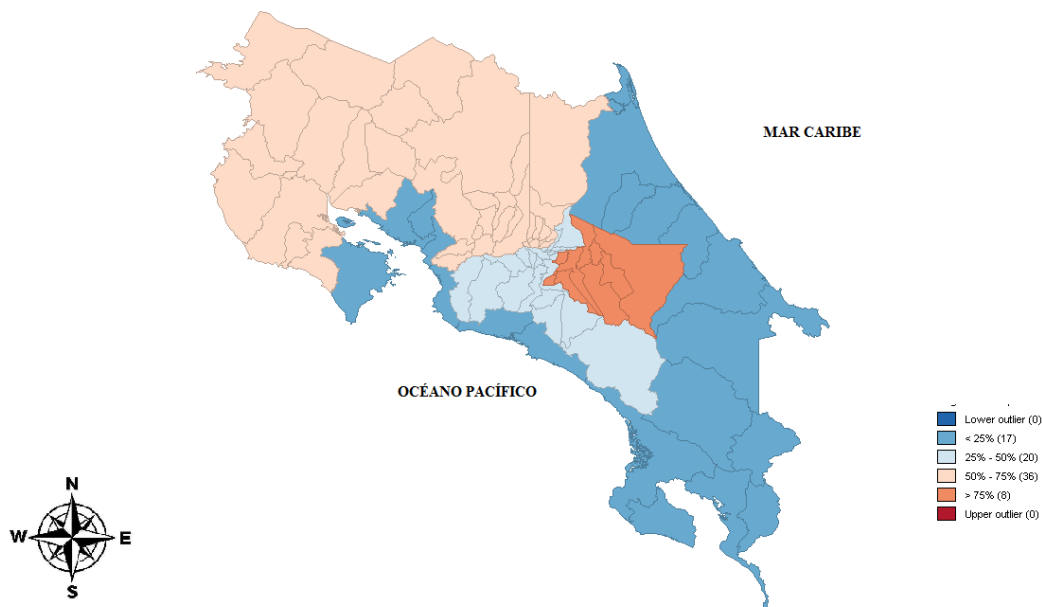 MAR CARIBE
OCÉANO PACÍFICO
Lower outlier (0)
< 25% (17)
25% - 50% (20)
50% - 75% (36)
> 75% (8)
Upper outlier (0)
N
W
E
S